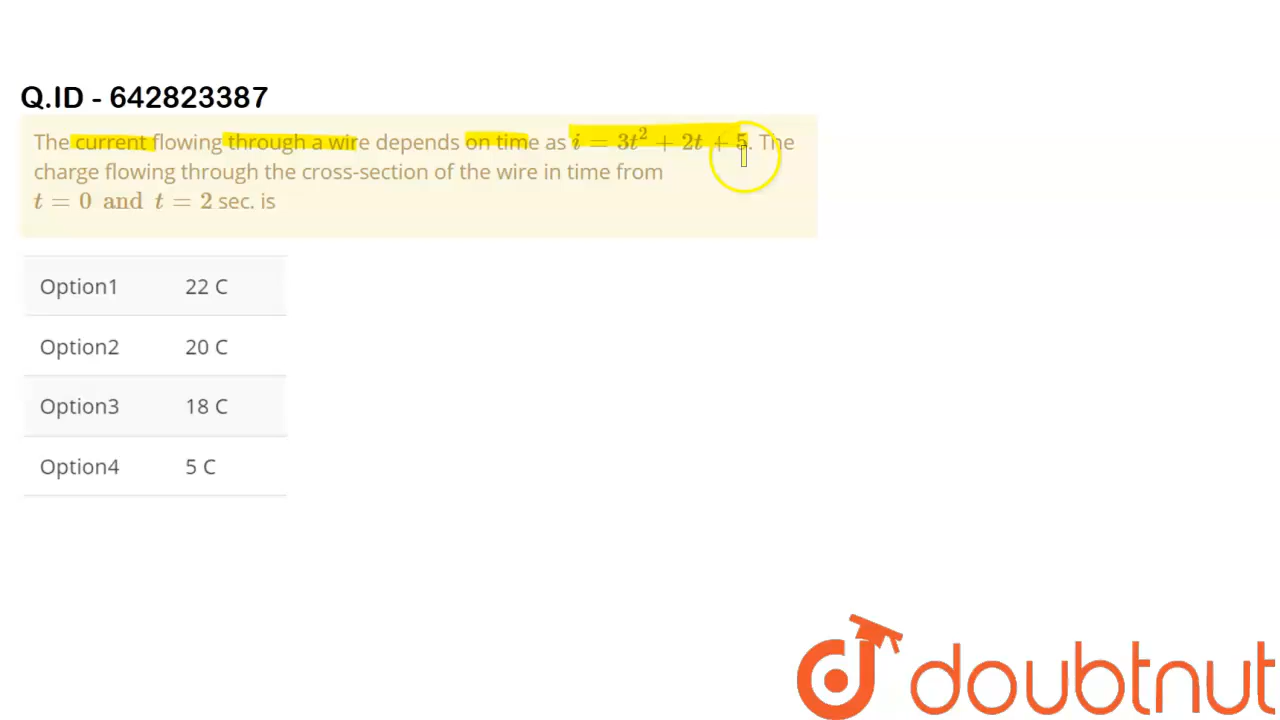 Q.ID - 642823387
The current flowing through a wire depends on time as i = 3t² + 2t + 5. The
charge flowing through the cross-section of the wire in time from
t = 0 and t = 2 sec. is
Option1 22 C
Option2 20 C
Option3 18 C
Option4 5 C
doubtnut